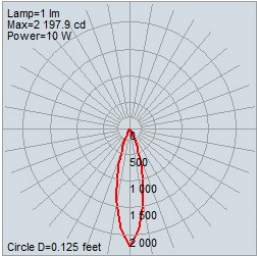 Lamp=1 lm
Max=2 197.9 cd
Power=10 W
0
500
1 000
1 500
2 000
Circle D=0.125 feet